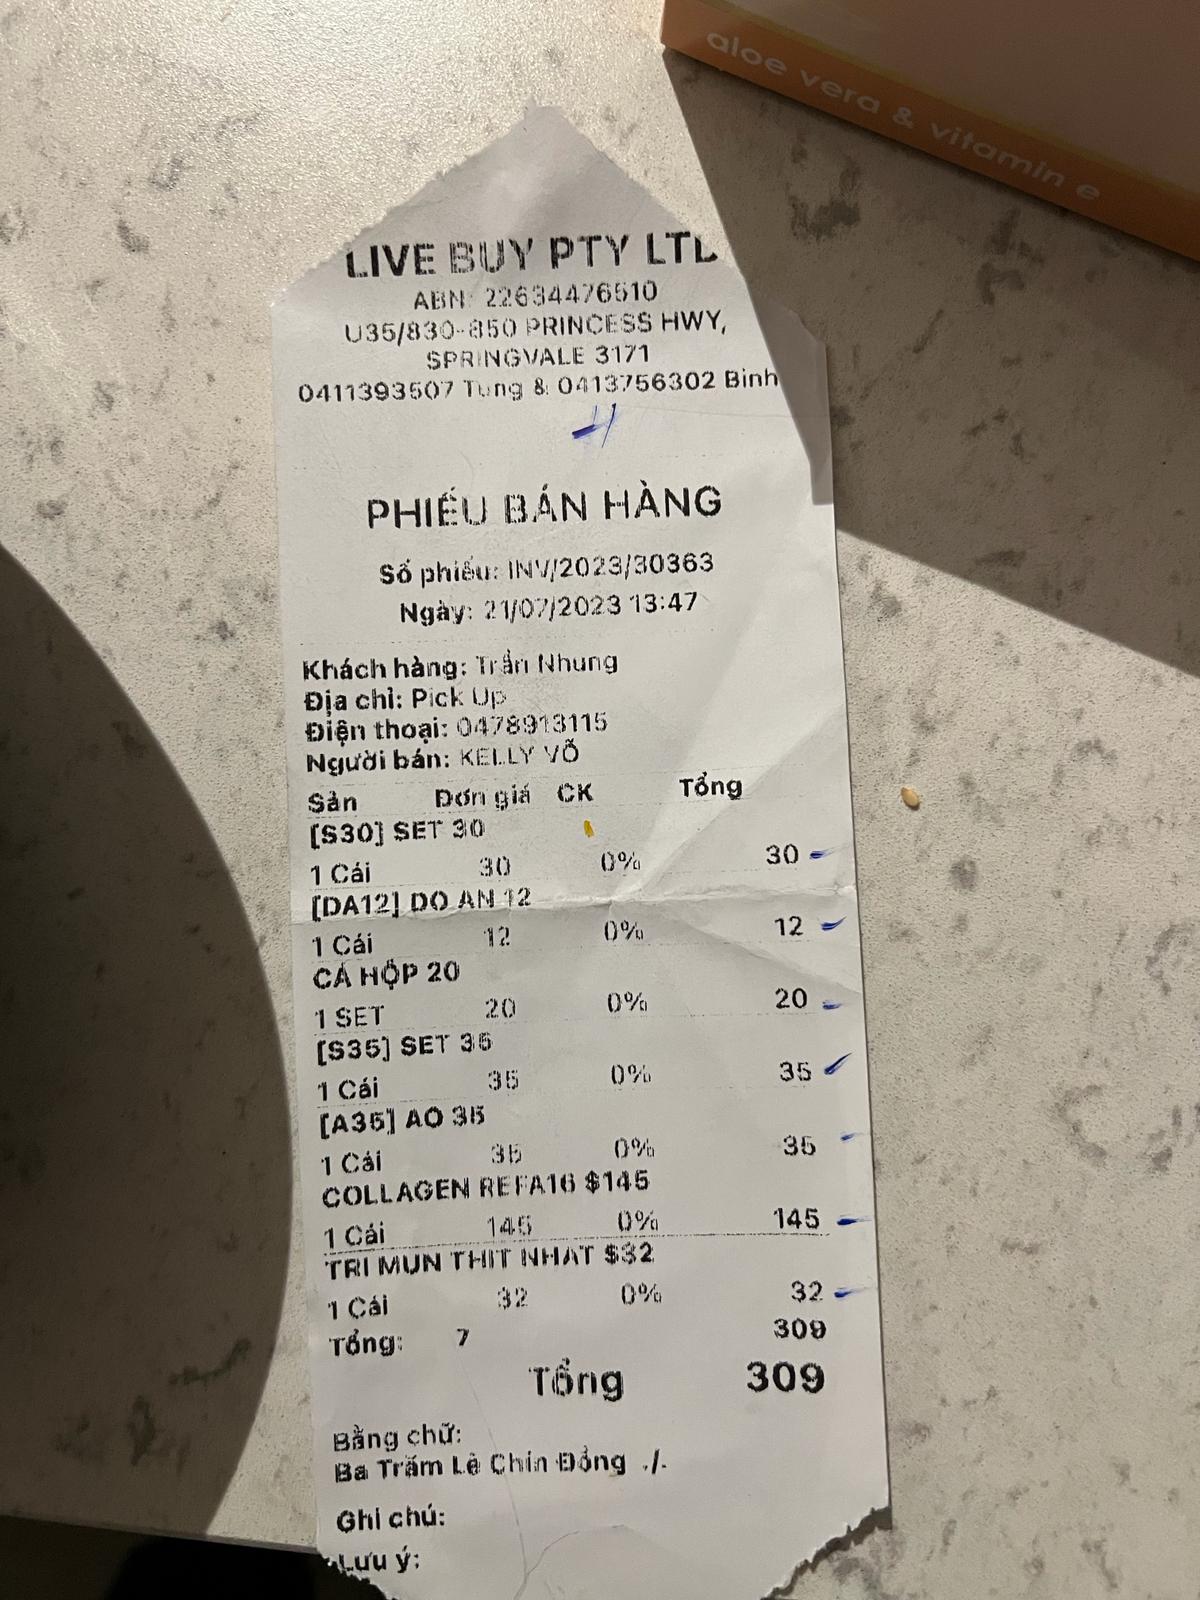 aloe vera & vitamin e
LIVE BUY PTY LTD
ABN: 22634476510
U35/830-850 PRINCESS HWY,
SPRINGVALE 3171
0411393507 Tung & 0413756302 Binh
PHIẾU BÁN HÀNG
Số phiếu: INV/2023/30363
Ngày: 21/07/2023 13:47
Khách hàng: Trần Nhung
Địa chỉ: Pick Up
Điện thoại: 0478913115
Người bán: KELLY VÕ
Sản Đơn giá CK Tổng
[S30] SET 30
1 Cái 30 0% 30
[DA12] DO AN 12
1 Cái 12 0% 12
CÁ HỘP 20
1 SET 20 0% 20
[S35] SET 35
1 Cái 35 0% 35
[A35] AO 35
1 Cái 35 0% 35
COLLAGEN REFA16 $145
1 Cái 145 0% 145
TRI MUN THIT NHAT $32
1 Cái 32 0% 32
Tổng: 7 309
Tổng 309
Bằng chữ:
Ba Trăm Lẻ Chín Đồng ./.
Ghi chú:
Lưu ý: